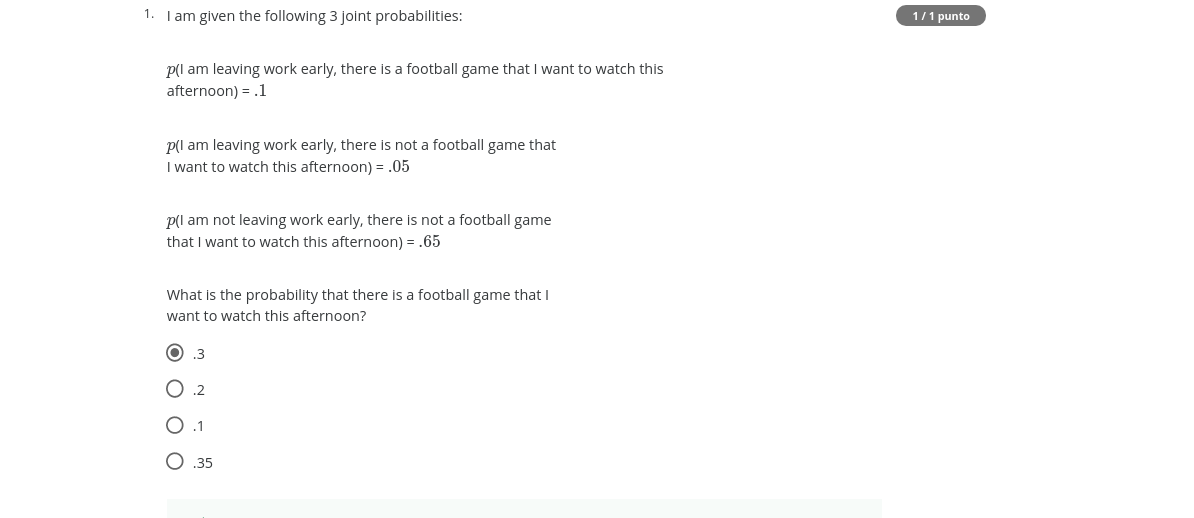 1. I am given the following 3 joint probabilities:
1 / 1 punto
p(I am leaving work early, there is a football game that I want to watch this
afternoon) = .1
p(I am leaving work early, there is not a football game that
I want to watch this afternoon) = .05
p(I am not leaving work early, there is not a football game
that I want to watch this afternoon) = .65
What is the probability that there is a football game that I
want to watch this afternoon?
.3
.2
.1
.35